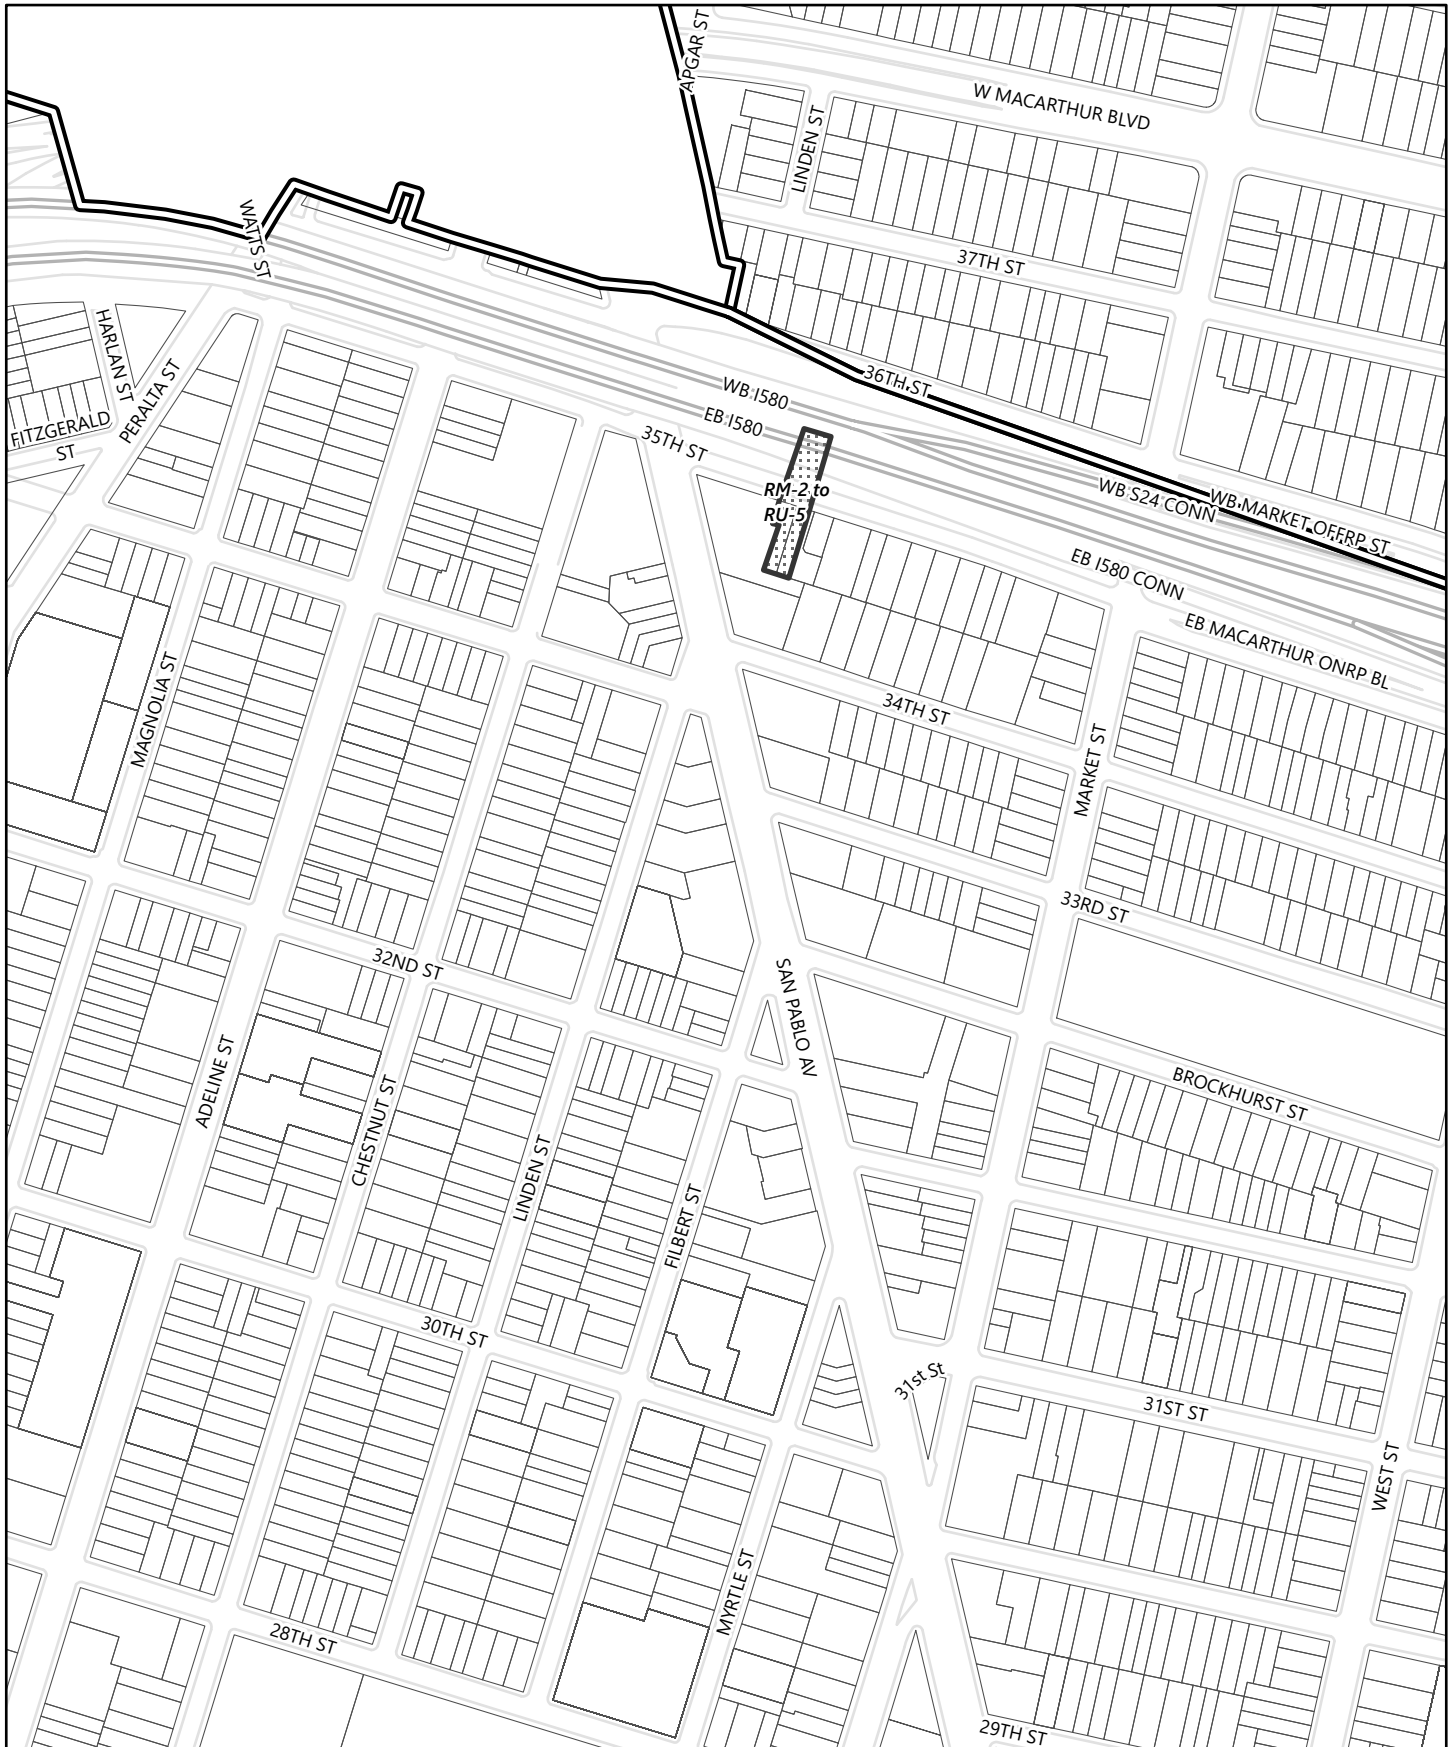 APGAR ST
W MACARTHUR BLVD
LINDEN ST
WATTS ST
37TH ST
HARLAN ST
PERALTA ST
FITZGERALD
ST
36TH ST
WB I580
EB I580
35TH ST
RM-2 to
RU-5
WB S24 CONN
WB MARKET OFFRP ST
EB I580 CONN
EB MACARTHUR ONRP BL
MAGNOLIA ST
34TH ST
MARKET ST
33RD ST
32ND ST
SAN PABLO AV
ADELINE ST
CHESTNUT ST
BROCKHURST ST
LINDEN ST
FILBERT ST
30TH ST
31st St
31ST ST
WEST ST
MYRTLE ST
28TH ST
29TH ST